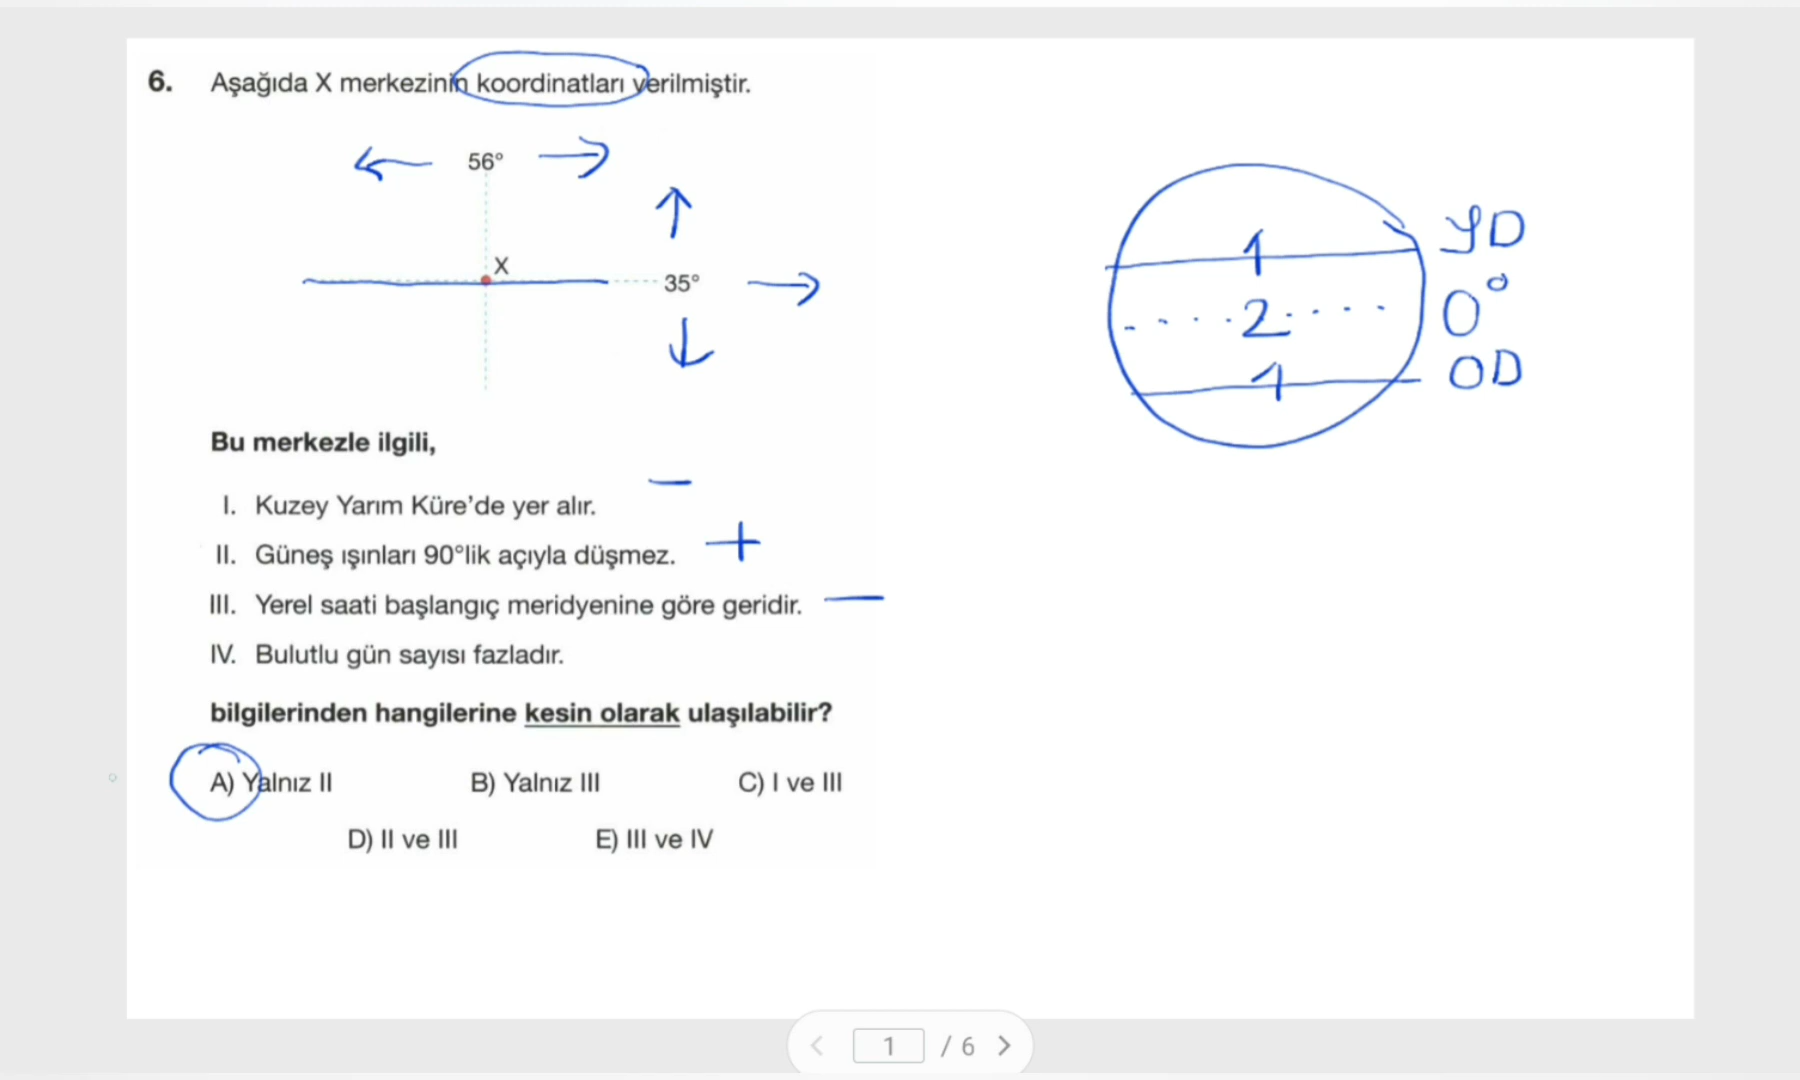 6. Aşağıda X merkezinin koordinatları verilmiştir.
56°
X
35°
YD
1
2
0°
1
OD
Bu merkezle ilgili,
I. Kuzey Yarım Küre'de yer alır. –
II. Güneş ışınları 90°lik açıyla düşmez. +
III. Yerel saati başlangıç meridyenine göre geridir. –
IV. Bulutlu gün sayısı fazladır.
bilgilerinden hangilerine kesin olarak ulaşılabilir?
A) Yalnız II B) Yalnız III C) I ve III
D) II ve III E) III ve IV
1 / 6